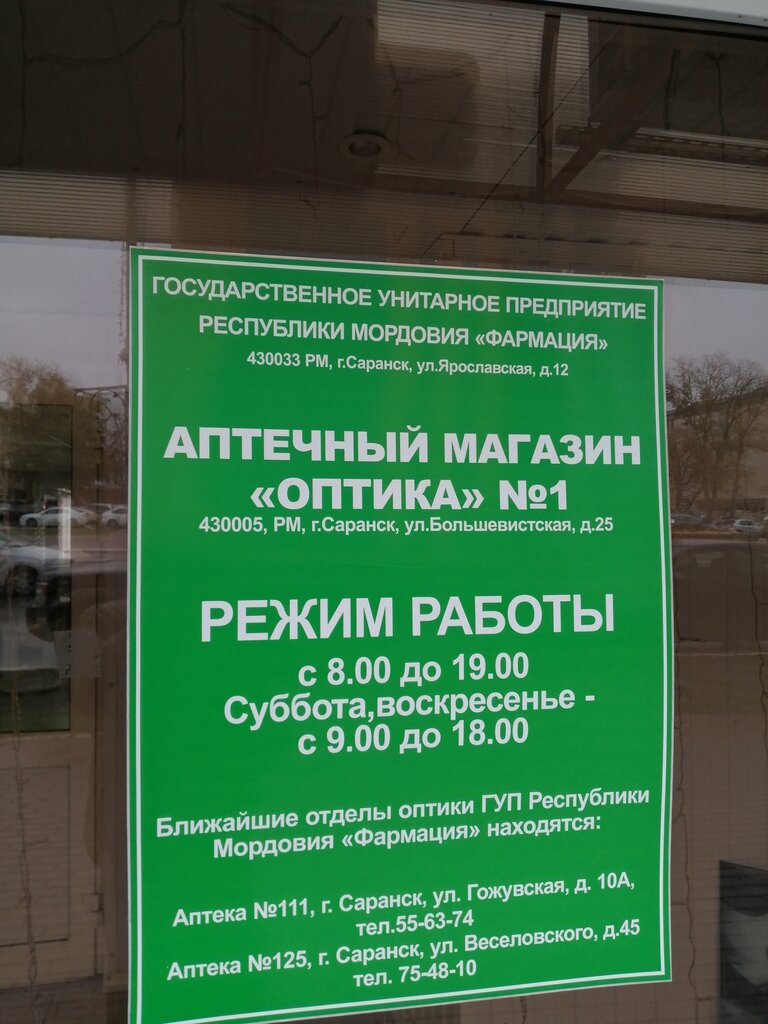 ГОСУДАРСТВЕННОЕ УНИТАРНОЕ ПРЕДПРИЯТИЕ
РЕСПУБЛИКИ МОРДОВИЯ «ФАРМАЦИЯ»
430033 РМ, г.Саранск, ул.Ярославская, д.12
АПТЕЧНЫЙ МАГАЗИН
«ОПТИКА» №1
430005, РМ, г.Саранск, ул.Большевистская, д.25
РЕЖИМ РАБОТЫ
с 8.00 до 19.00
Суббота,воскресенье -
с 9.00 до 18.00
Ближайшие отделы оптики ГУП Республики
Мордовия «Фармация» находятся:
Аптека №111, г. Саранск, ул. Гожувская, д. 10А,
тел.55-63-74
Аптека №125, г. Саранск, ул. Веселовского, д.45
тел. 75-48-10